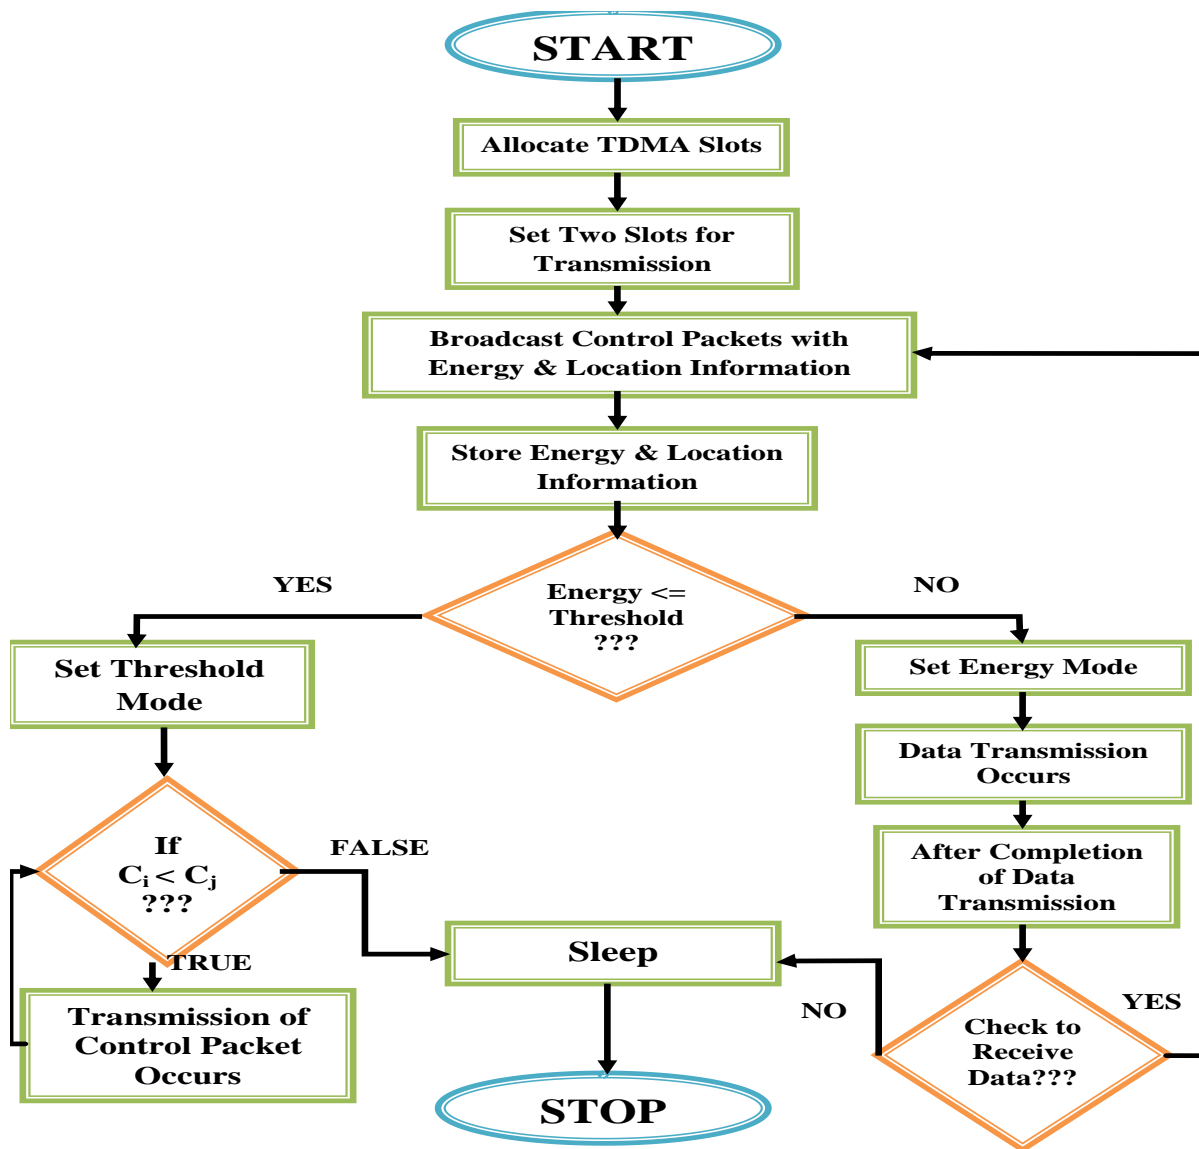 START
Allocate TDMA Slots
Set Two Slots for
Transmission
Broadcast Control Packets with
Energy & Location Information
Store Energy & Location
Information
Energy <=
Threshold
???
YES
NO
Set Threshold
Mode
Set Energy Mode
Data Transmission
Occurs
If
Ci < Cj
???
FALSE
TRUE
After Completion
of Data
Transmission
Sleep
Transmission of
Control Packet
Occurs
Check to
Receive
Data???
NO
YES
STOP